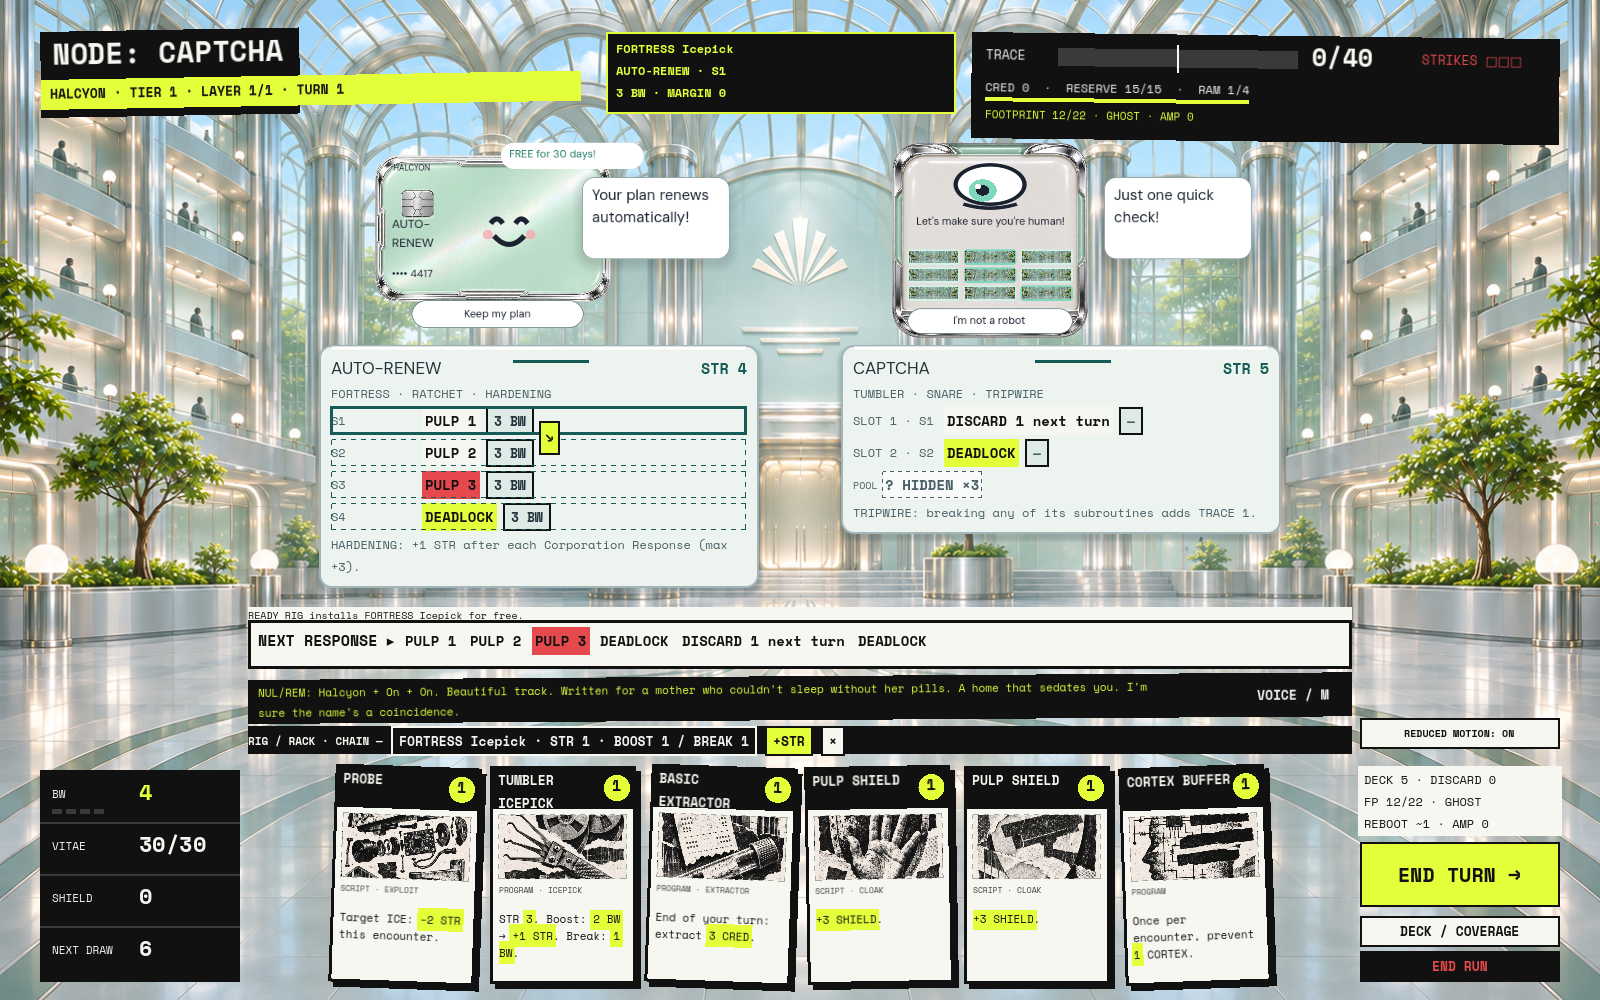 NODE: CAPTCHA
HALCYON · TIER 1 · LAYER 1/1 · TURN 1
FORTRESS Icepick
AUTO-RENEW · S1
3 BW · MARGIN 0
TRACE 0/40 STRIKES □□□
CRED 0 · RESERVE 15/15 · RAM 1/4
FOOTPRINT 12/22 · GHOST · AMP 0
HALCYON
FREE for 30 days!
AUTO-
RENEW
•••• 4417
Keep my plan
Your plan renews
automatically!
Let's make sure you're human!
I'm not a robot
Just one quick
check!
AUTO-RENEW STR 4
FORTRESS · RATCHET · HARDENING
S1 PULP 1 3 BW
↘
S2 PULP 2 3 BW
S3 PULP 3 3 BW
S4 DEADLOCK 3 BW
HARDENING: +1 STR after each Corporation Response (max
+3).
CAPTCHA STR 5
TUMBLER · SNARE · TRIPWIRE
SLOT 1 · S1 DISCARD 1 next turn —
SLOT 2 · S2 DEADLOCK —
POOL ? HIDDEN ×3
TRIPWIRE: breaking any of its subroutines adds TRACE 1.
READY RIG installs FORTRESS Icepick for free.
NEXT RESPONSE ▸ PULP 1 PULP 2 PULP 3 DEADLOCK DISCARD 1 next turn DEADLOCK
NUL/REM: Halcyon + On + On. Beautiful track. Written for a mother who couldn't sleep without her pills. A home that sedates you. I'm
sure the name's a coincidence.
VOICE / M
RIG / RACK · CHAIN — FORTRESS Icepick · STR 1 · BOOST 1 / BREAK 1 +STR ×
REDUCED MOTION: ON
BW 4
VITAE 30/30
SHIELD 0
NEXT DRAW 6
PROBE 1
SCRIPT · EXPLOIT
Target ICE: -2 STR
this encounter.
TUMBLER
ICEPICK 1
PROGRAM · ICEPICK
STR 3. Boost: 2 BW
→ +1 STR. Break: 1
BW.
BASIC
EXTRACTOR 1
PROGRAM · EXTRACTOR
End of your turn:
extract 3 CRED.
PULP SHIELD 1
SCRIPT · CLOAK
+3 SHIELD.
PULP SHIELD 1
SCRIPT · CLOAK
+3 SHIELD.
CORTEX BUFFER 1
PROGRAM
Once per
encounter, prevent
1 CORTEX.
DECK 5 · DISCARD 0
FP 12/22 · GHOST
REBOOT ~1 · AMP 0
END TURN →
DECK / COVERAGE
END RUN